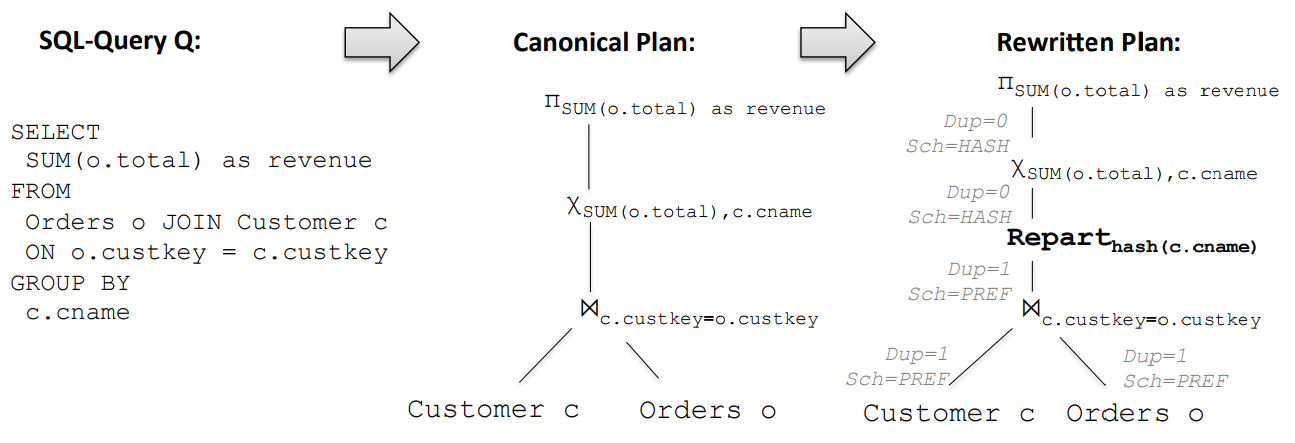 SQL-Query Q:
SELECT
SUM(o.total) as revenue
FROM
Orders o JOIN Customer c
ON o.custkey = c.custkey
GROUP BY
c.cname
Canonical Plan:
πSUM(o.total) as revenue
χSUM(o.total),c.cname
⋈c.custkey=o.custkey
Customer c Orders o
Rewritten Plan:
πSUM(o.total) as revenue
Dup=0
Sch=HASH
χSUM(o.total),c.cname
Dup=0
Sch=HASH
Reparthash(c.cname)
Dup=1
Sch=PREF
⋈c.custkey=o.custkey
Dup=1
Sch=PREF
Dup=1
Sch=PREF
Customer c Orders o